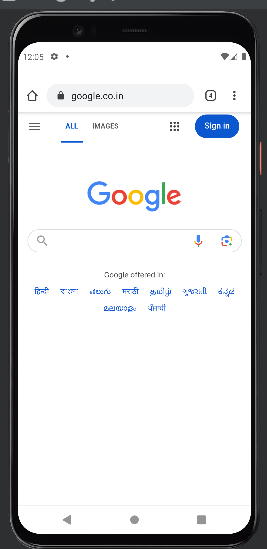 12:05
google.co.in 4
ALL IMAGES Sign in
Google
Google offered in:
हिन्दी বাংলা తెలుగు मराठी தமிழ் ગુજરાતી ಕನ್ನಡ
മലയാളം ਪੰਜਾਬੀ